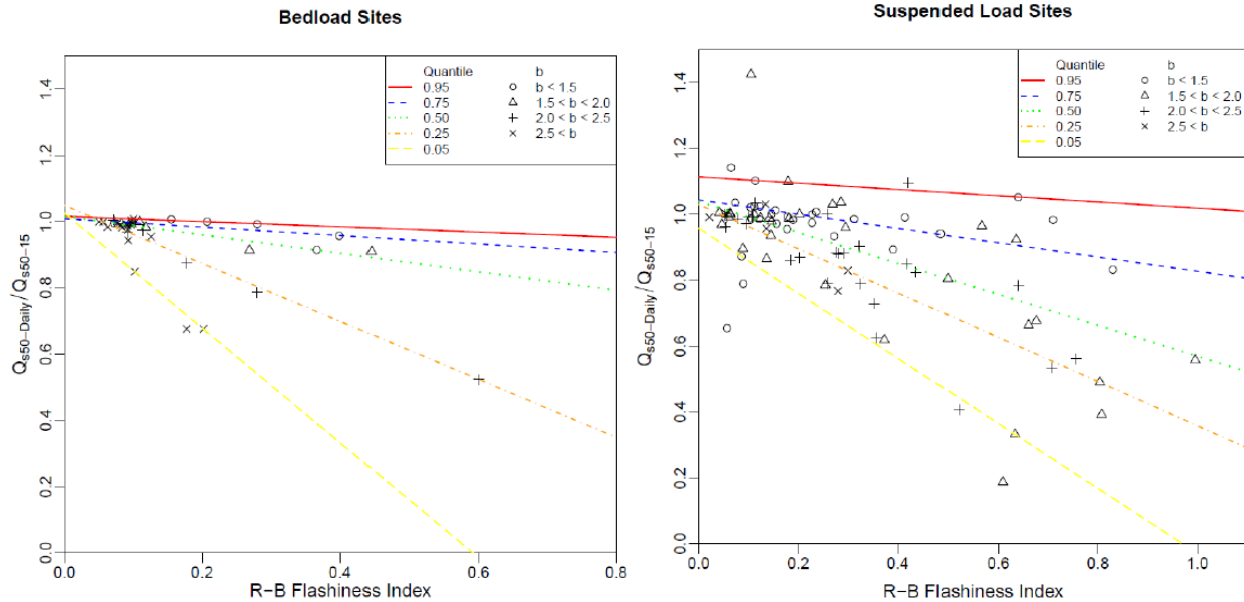 Bedload Sites
Quantile b
0.95 b < 1.5
0.75 1.5 < b < 2.0
0.50 2.0 < b < 2.5
0.25 2.5 < b
0.05
Qs50−Daily/Qs50−15
1.4
1.2
1.0
0.8
0.6
0.4
0.2
0.0
0.0 0.2 0.4 0.6 0.8
R−B Flashiness Index
Suspended Load Sites
Quantile b
0.95 b < 1.5
0.75 1.5 < b < 2.0
0.50 2.0 < b < 2.5
0.25 2.5 < b
0.05
Qs50−Daily/Qs50−15
1.4
1.2
1.0
0.8
0.6
0.4
0.2
0.0
0.0 0.2 0.4 0.6 0.8 1.0
R−B Flashiness Index